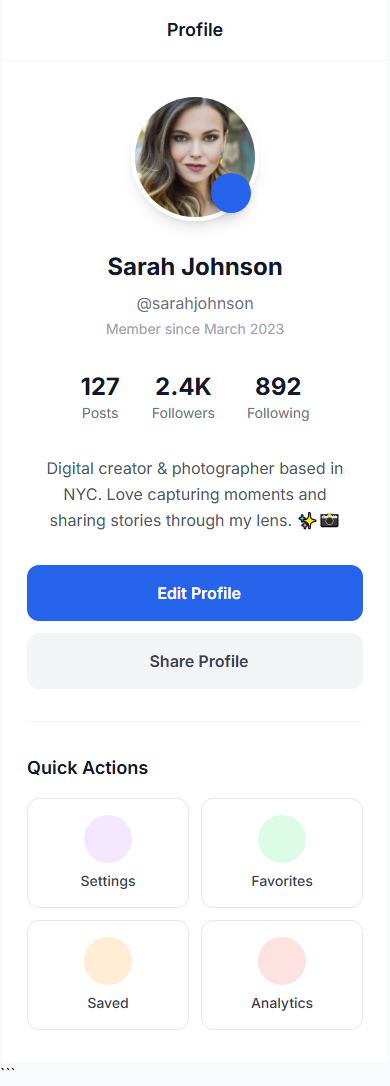 Profile
Sarah Johnson
@sarahjohnson
Member since March 2023
127 2.4K 892
Posts Followers Following
Digital creator & photographer based in
NYC. Love capturing moments and
sharing stories through my lens. ✨📸
Edit Profile
Share Profile
Quick Actions
Settings Favorites
Saved Analytics
```